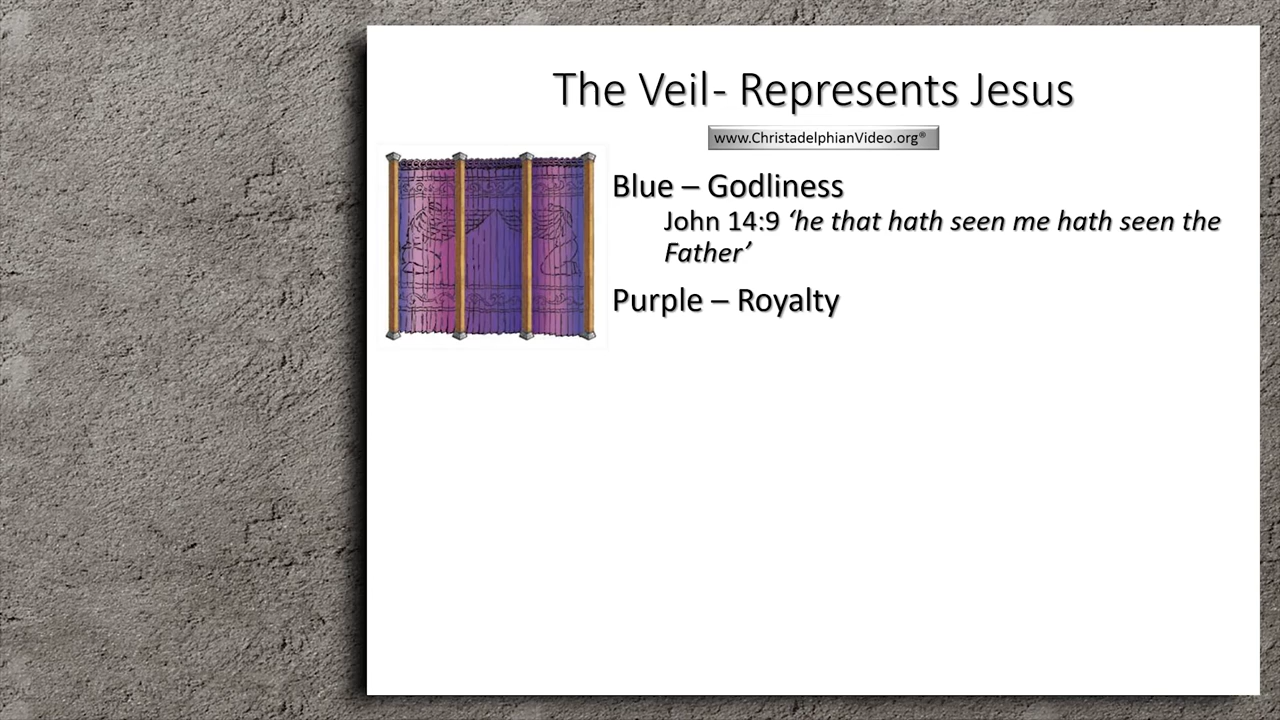 The Veil- Represents Jesus
www.ChristadelphianVideo.org®
Blue – Godliness
John 14:9 ‘he that hath seen me hath seen the
Father’
Purple – Royalty